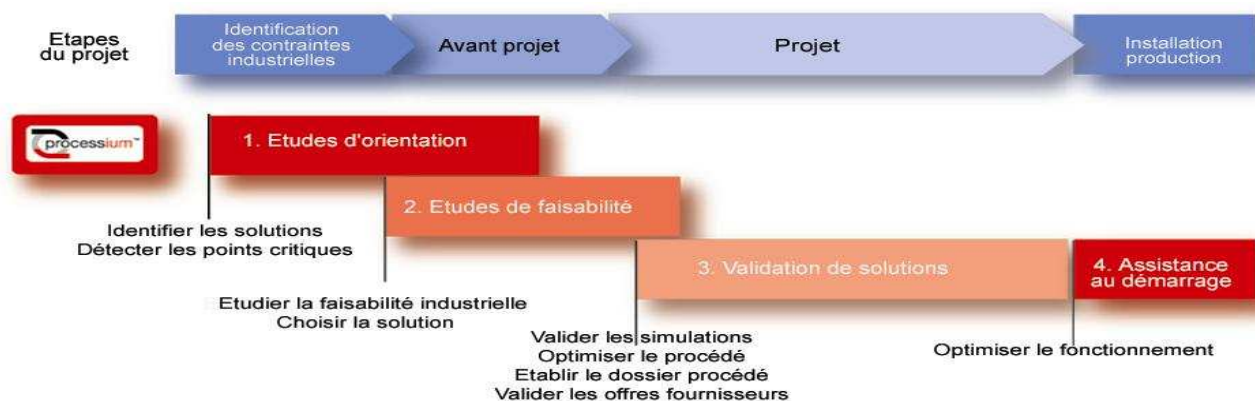 Etapes
du projet
Identification
des contraintes
industrielles
Avant projet
Projet
Installation
production
processium™
1. Etudes d'orientation
Identifier les solutions
Détecter les points critiques
2. Etudes de faisabilité
Etudier la faisabilité industrielle
Choisir la solution
3. Validation de solutions
Valider les simulations
Optimiser le procédé
Etablir le dossier procédé
Valider les offres fournisseurs
4. Assistance
au démarrage
Optimiser le fonctionnement